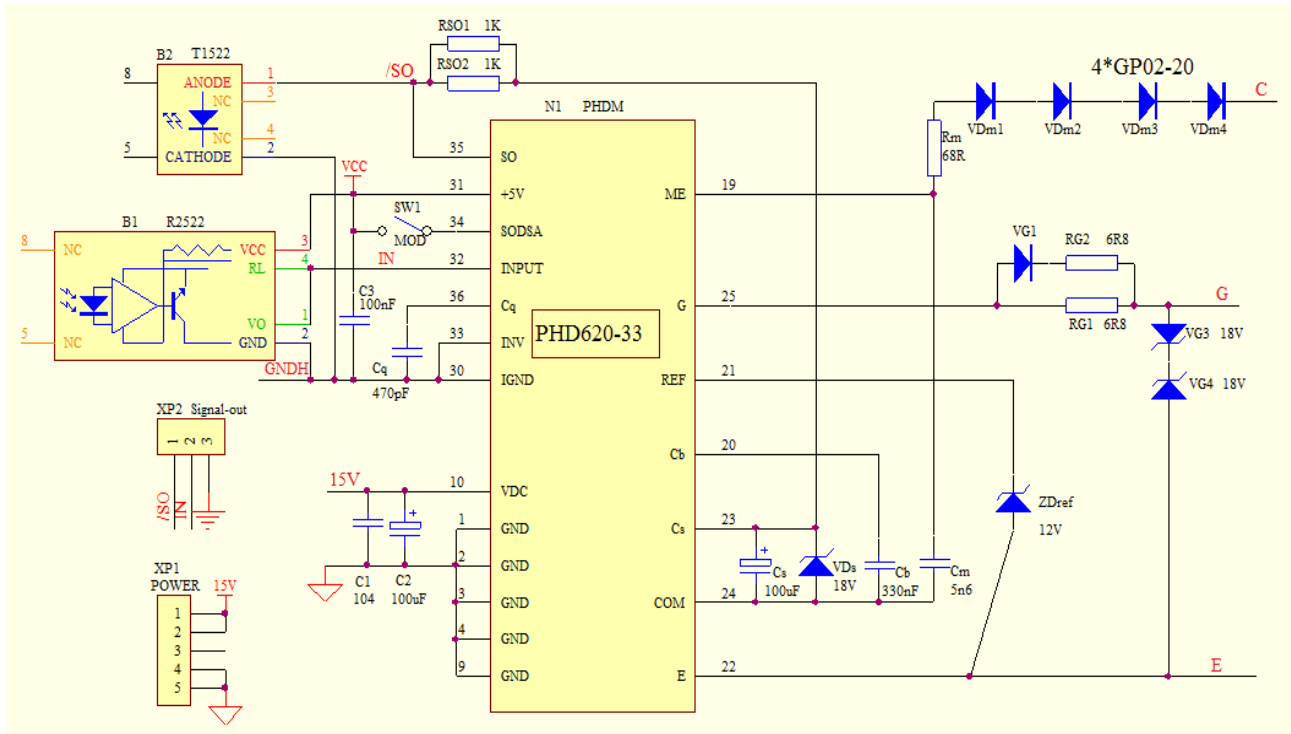 RSO1 1K
B2 T1522
RSO2 1K
/SO
8
ANODE
1
NC
3
NC
4
5
CATHODE
2
N1 PHDM
4*GP02-20
C
VDm1
VDm2
VDm3
VDm4
Rm
68R
35
SO
VCC
31
+5V
ME
19
SW1
MOD
34
SODSA
B1 R2522
8
NC
VCC
3
RL
4
IN
32
INPUT
VG1
RG2 6R8
C3
100nF
36
Cq
G
25
RG1 6R8
G
VO
1
5
NC
GND
2
33
INV
PHD620-33
VG3 18V
GNDH
Cq
470pF
30
IGND
REF
21
VG4 18V
XP2 Signal-out
1
2
3
/SO
IN
Cb
20
15V
10
VDC
ZDref
12V
1
GND
Cs
23
C1
104
C2
100uF
2
GND
+
+
Cs
100uF
VDs
18V
Cb
330nF
Cm
5n6
XP1
POWER
15V
3
GND
COM
24
1
2
3
4
5
4
GND
9
GND
E
22
E